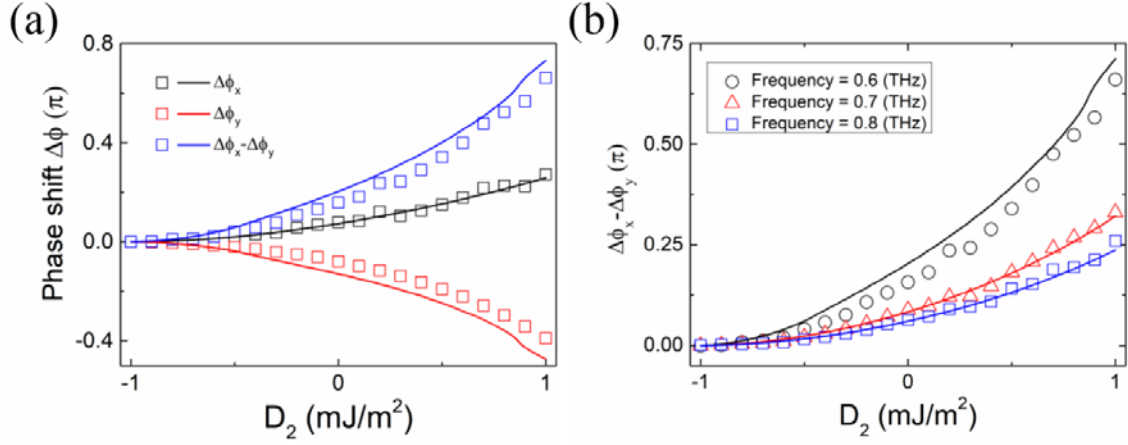 (a)
0.8
0.4
0.0
-0.4
Phase shift Δϕ (π)
Δϕx
Δϕy
Δϕx-Δϕy
-1
0
1
D2 (mJ/m²)
(b)
0.75
0.50
0.25
0.00
Δϕx-Δϕy (π)
Frequency = 0.6 (THz)
Frequency = 0.7 (THz)
Frequency = 0.8 (THz)
-1
0
1
D2 (mJ/m²)